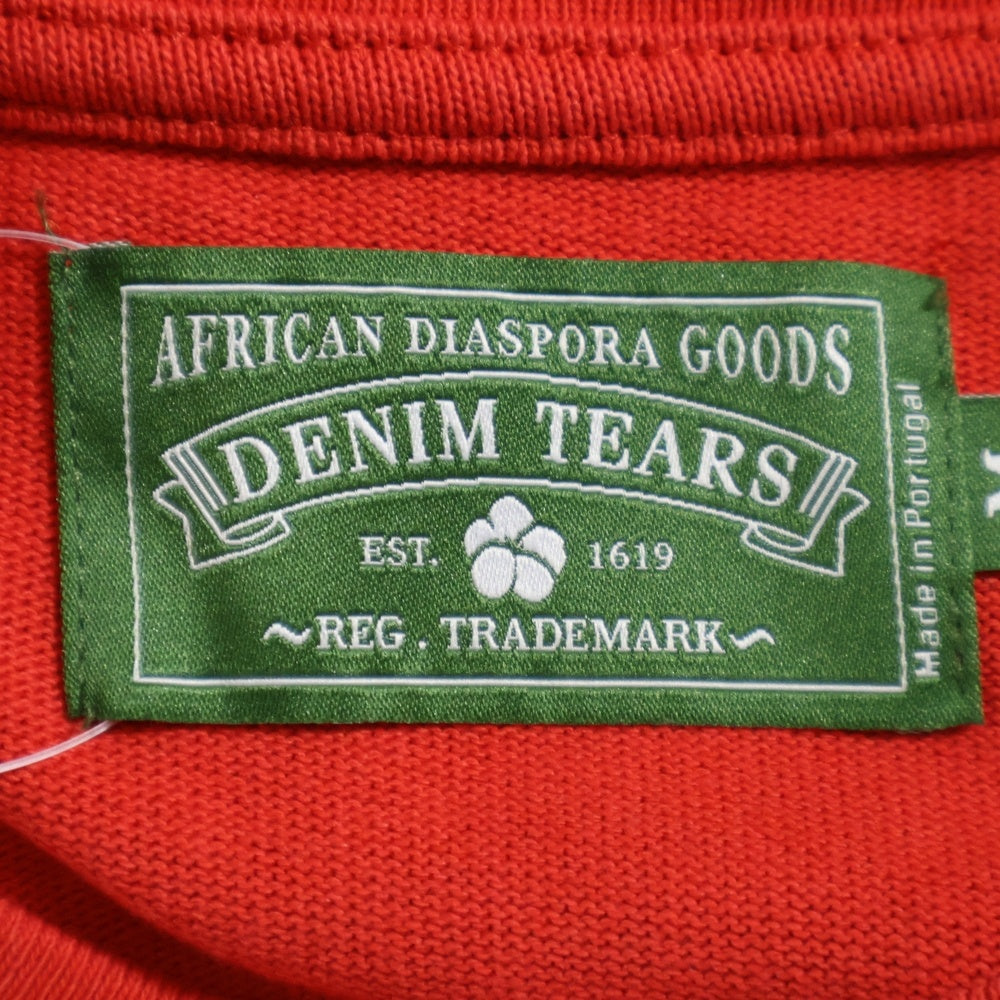 AFRICAN DIASPORA GOODS
DENIM TEARS
EST. 1619
~REG . TRADEMARK~
Made in Portugal